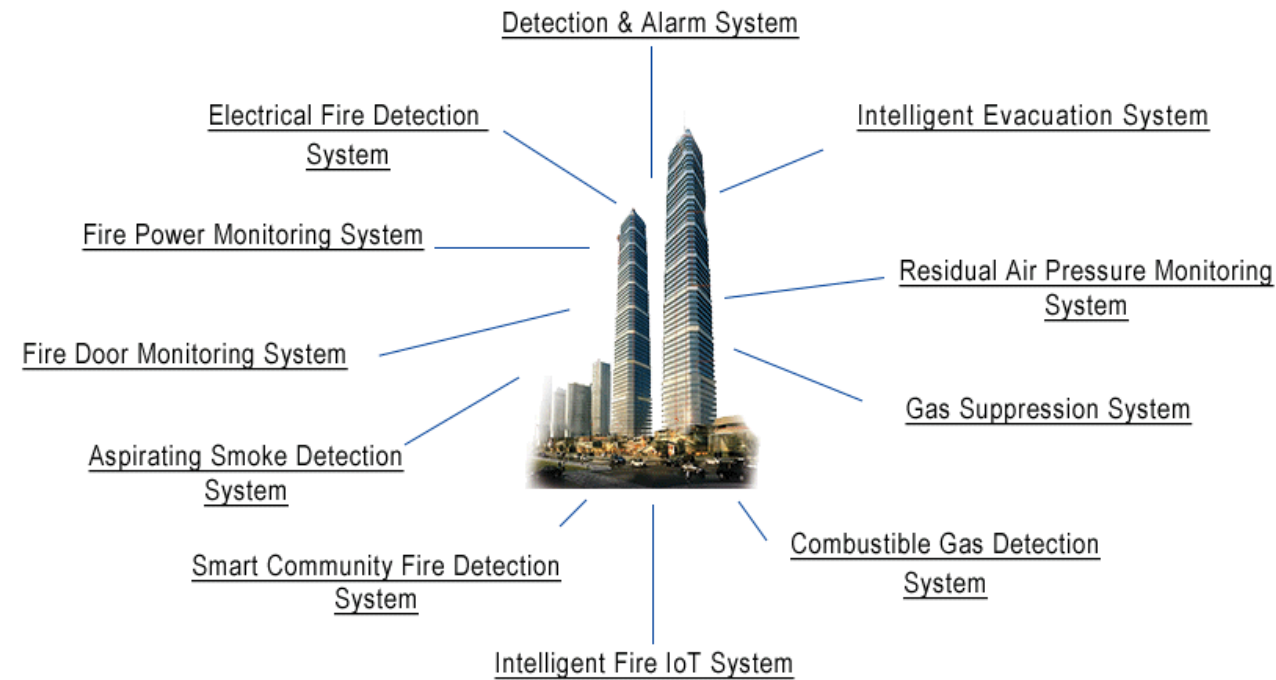 Detection & Alarm System
Electrical Fire Detection
System
Intelligent Evacuation System
Fire Power Monitoring System
Residual Air Pressure Monitoring
System
Fire Door Monitoring System
Gas Suppression System
Aspirating Smoke Detection
System
Combustible Gas Detection
System
Smart Community Fire Detection
System
Intelligent Fire IoT System